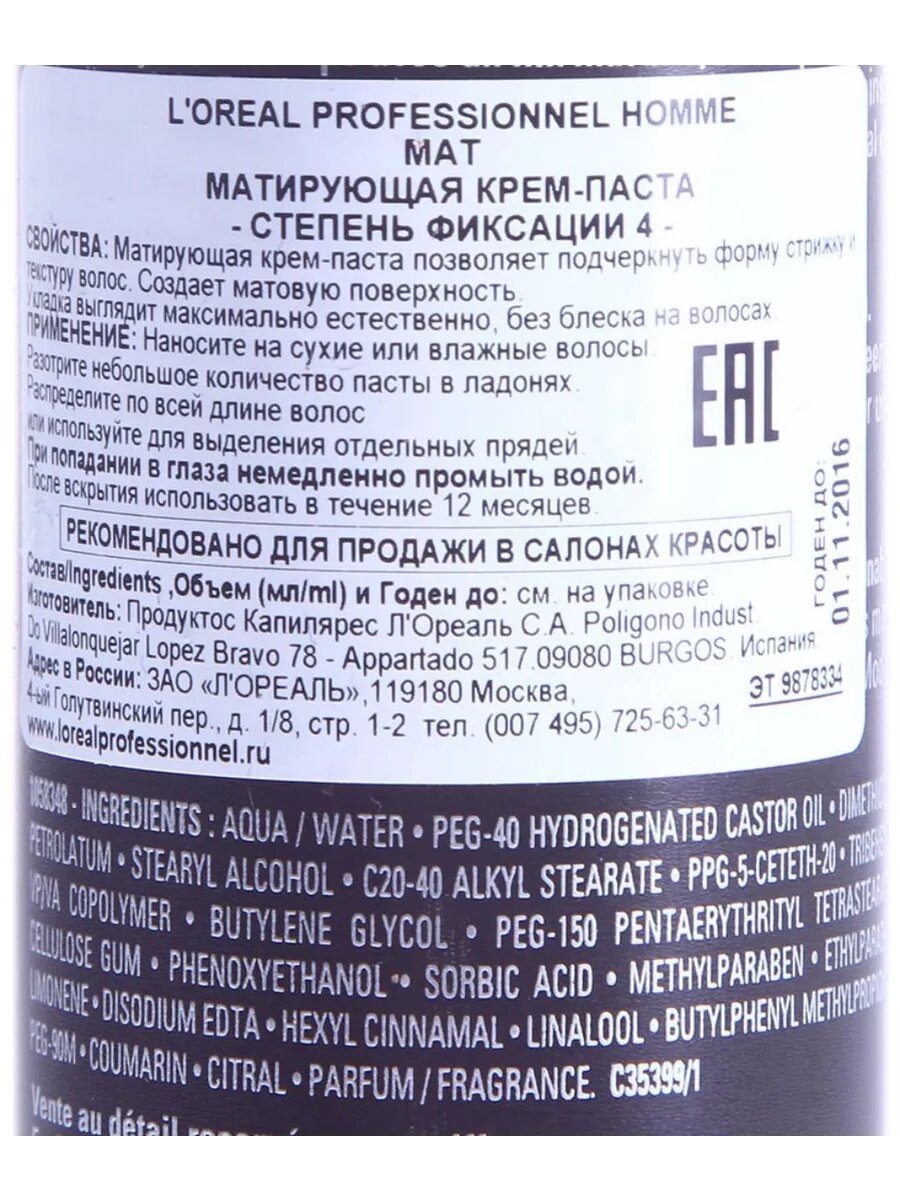 L'OREAL PROFESSIONNEL HOMME
MAT
МАТИРУЮЩАЯ КРЕМ-ПАСТА
- СТЕПЕНЬ ФИКСАЦИИ 4 -
СВОЙСТВА: Матирующая крем-паста позволяет подчеркнуть форму стрижку и
текстуру волос. Создает матовую поверхность.
Укладка выглядит максимально естественно, без блеска на волосах.
ПРИМЕНЕНИЕ: Наносите на сухие или влажные волосы.
Разотрите небольшое количество пасты в ладонях.
Распределите по всей длине волос
или используйте для выделения отдельных прядей.
При попадании в глаза немедленно промыть водой.
После вскрытия использовать в течение 12 месяцев.
EAC
ГОДЕН ДО:
01.11.2016
РЕКОМЕНДОВАНО ДЛЯ ПРОДАЖИ В САЛОНАХ КРАСОТЫ
Состав/Ingredients ,Объем (мл/ml) и Годен до: см. на упаковке.
Изготовитель: Продуктос Капилярес Л'Ореаль С.А. Poligono Indust.
Do Villalonquejar Lopez Bravo 78 - Appartado 517.09080 BURGOS. Испания.
Адрес в России: ЗАО «Л'ОРЕАЛЬ»,119180 Москва,
4-ый Голутвинский пер., д. 1/8, стр. 1-2 тел. (007 495) 725-63-31
www.lorealprofessionnel.ru
ЭТ 9878334
1058348 - INGREDIENTS : AQUA / WATER • PEG-40 HYDROGENATED CASTOR OIL •
PETROLATUM • STEARYL ALCOHOL • C20-40 ALKYL STEARATE • PPG-5-CETETH-20 •
VP/VA COPOLYMER • BUTYLENE GLYCOL • PEG-150 PENTAERYTHRITYL
CELLULOSE GUM • PHENOXYETHANOL • SORBIC ACID • METHYLPARABEN •
LIMONENE • DISODIUM EDTA • HEXYL CINNAMAL • LINALOOL • BUTYLPHENYL
PEG-90M • COUMARIN • CITRAL • PARFUM / FRAGRANCE. C35399/1
Vente au détail